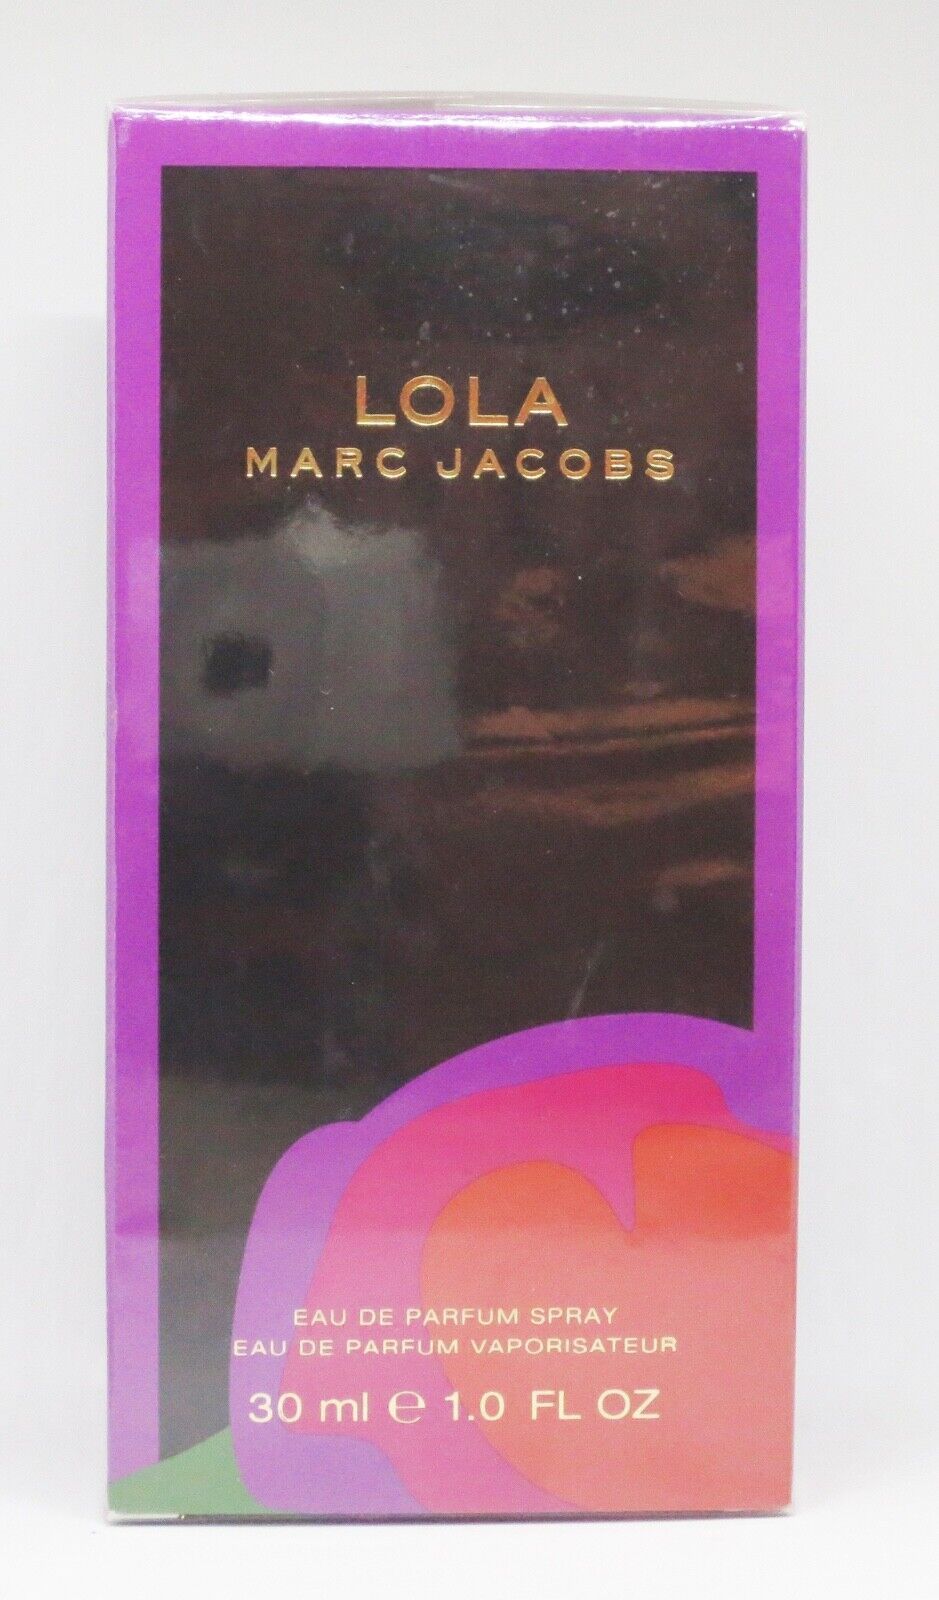 LOLA
MARC JACOBS
EAU DE PARFUM SPRAY
EAU DE PARFUM VAPORISATEUR
30 ml ℮ 1.0 FL OZ